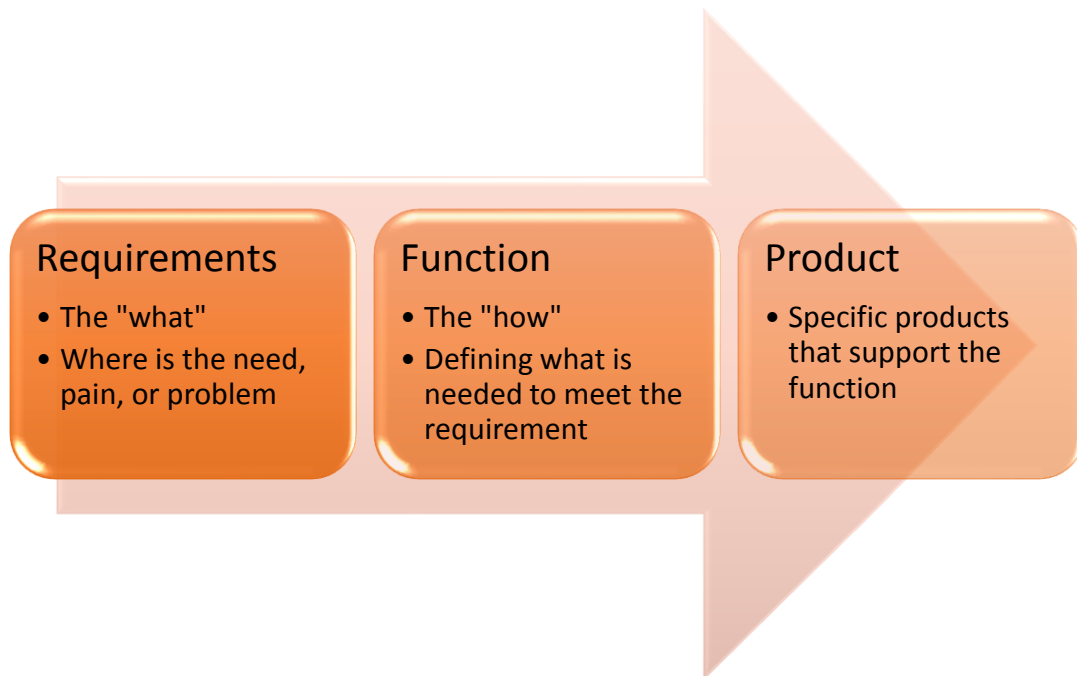 Requirements
• The "what"
• Where is the need,
pain, or problem
Function
• The "how"
• Defining what is
needed to meet the
requirement
Product
• Specific products
that support the
function